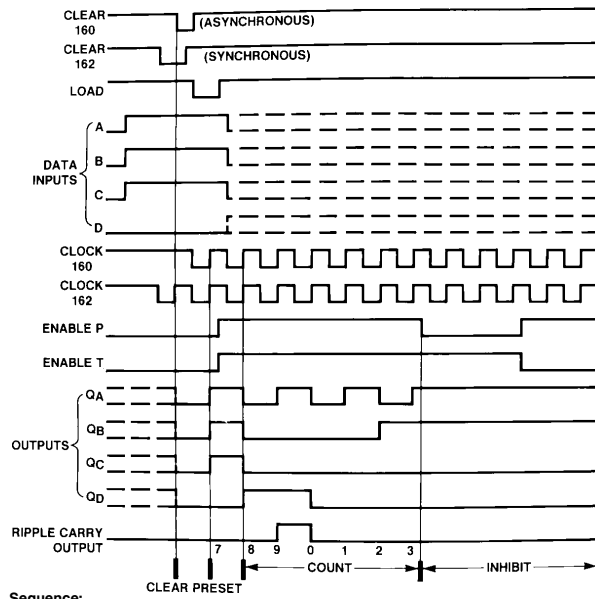 CLEAR
160
(ASYNCHRONOUS)
CLEAR
162
(SYNCHRONOUS)
LOAD
DATA
INPUTS
A
B
C
D
CLOCK
160
CLOCK
162
ENABLE P
ENABLE T
OUTPUTS
QA
QB
QC
QD
RIPPLE CARRY
OUTPUT
7 8 9 0 1 2 3
COUNT INHIBIT
CLEAR PRESET
Sequence: